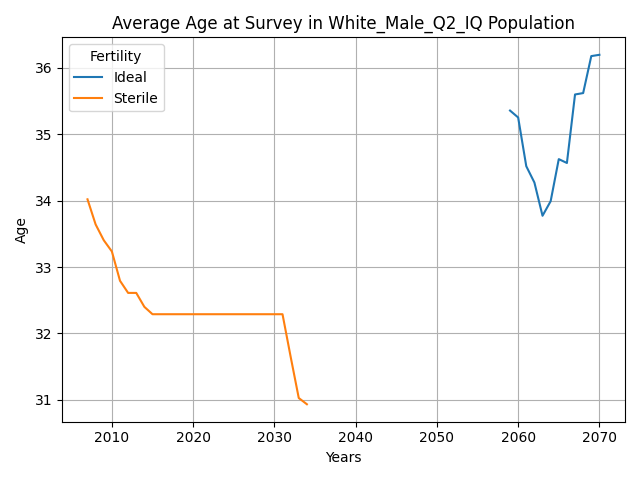 Average Age at Survey in White_Male_Q2_IQ Population
Fertility
Ideal
Sterile
36
35
34
33
32
31
Age
2010
2020
2030
2040
2050
2060
2070
Years